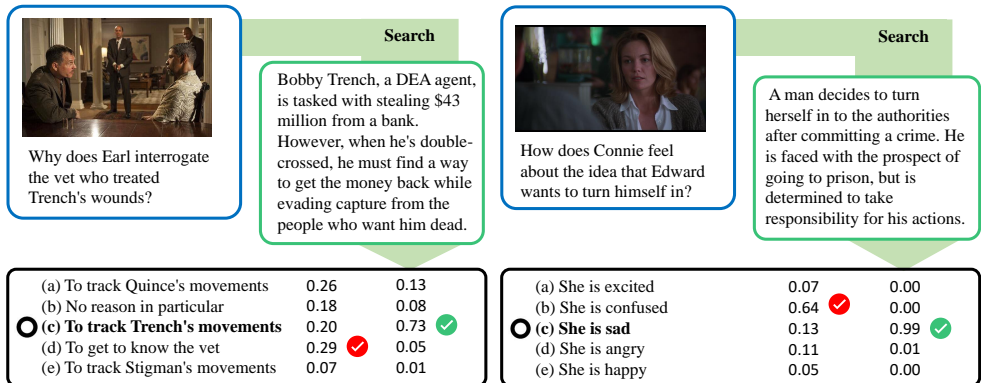 Search
Bobby Trench, a DEA agent,
is tasked with stealing $43
million from a bank.
However, when he's double-
crossed, he must find a way
to get the money back while
evading capture from the
people who want him dead.
Why does Earl interrogate
the vet who treated
Trench's wounds?
(a) To track Quince's movements 0.26 0.13
(b) No reason in particular 0.18 0.08
(c) To track Trench's movements 0.20 0.73
(d) To get to know the vet 0.29 0.05
(e) To track Stigman's movements 0.07 0.01
Search
A man decides to turn
herself in to the authorities
after committing a crime. He
is faced with the prospect of
going to prison, but is
determined to take
responsibility for his actions.
How does Connie feel
about the idea that Edward
wants to turn himself in?
(a) She is excited 0.07 0.00
(b) She is confused 0.64 0.00
(c) She is sad 0.13 0.99
(d) She is angry 0.11 0.01
(e) She is happy 0.05 0.00